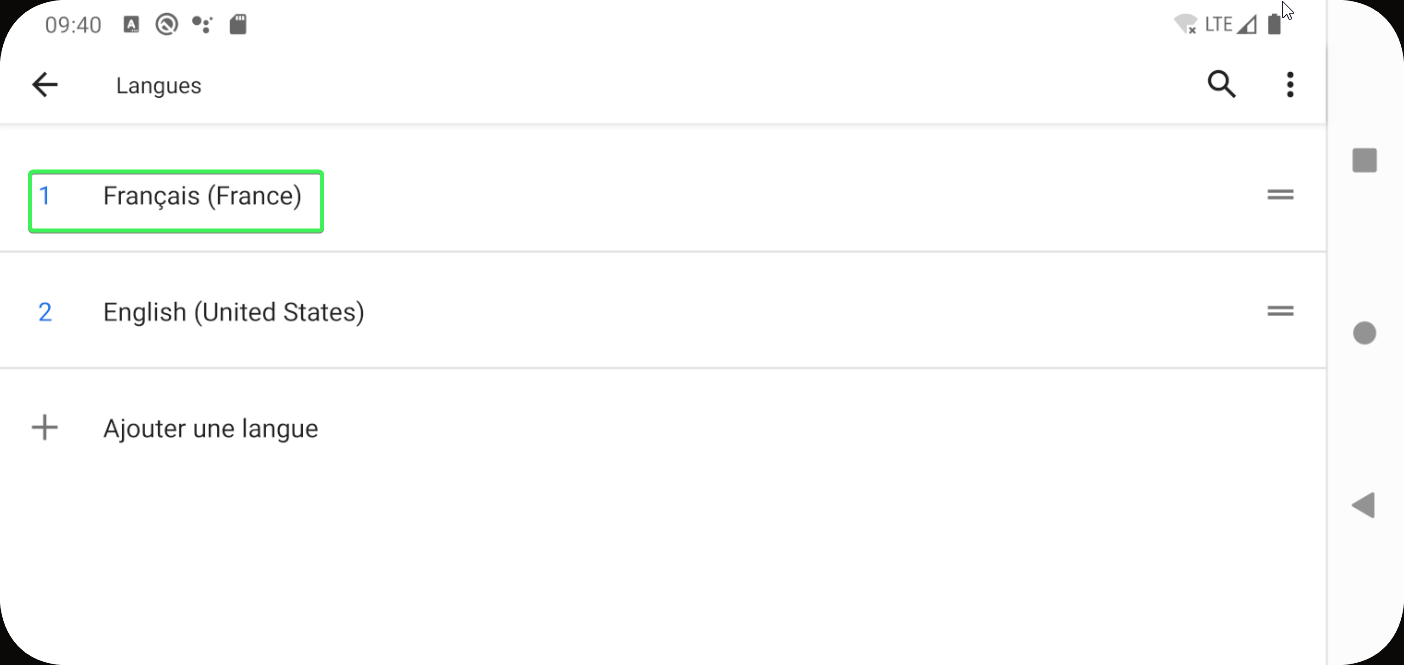 09:40 LTE
Langues
1 Français (France)
2 English (United States)
Ajouter une langue